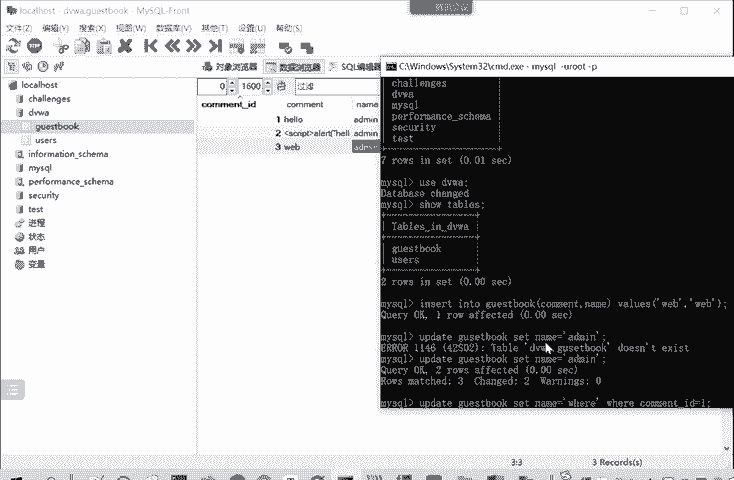 localhost - dvwa.guestbook - MySQL-Front
文件(Z) 编辑(Y) 搜索(X) 视图(W) 数据库(V) 其他(T) 设置(U) 帮助(S)
对象浏览器 数据浏览器 SQL编辑器
0 1600 过滤
localhost
challenges
dvwa
guestbook
users
information_schema
mysql
performance_schema
security
test
进程
状态
用户
变量
comment_id comment name
1 hello admin
2 <script>alert("hell admin
3 web admin
C:\Windows\System32\cmd.exe - mysql -uroot -p
challenges
dvwa
mysql
performance_schema
security
test
7 rows in set (0.01 sec)
mysql> use dvwa;
Database changed
mysql> show tables;
Tables_in_dvwa
guestbook
users
2 rows in set (0.00 sec)
mysql> insert into guestbook(comment,name) values('web','web');
Query OK, 1 row affected (0.00 sec)
mysql> update gusetbook set name='admin';
ERROR 1146 (42S02): Table 'dvwa.gusetbook' doesn't exist
mysql> update guestbook set name='admin';
Query OK, 2 rows affected (0.00 sec)
Rows matched: 3 Changed: 2 Warnings: 0
mysql> update guestbook set name='where' where comment_id=1;
3:3 3 Records(s)